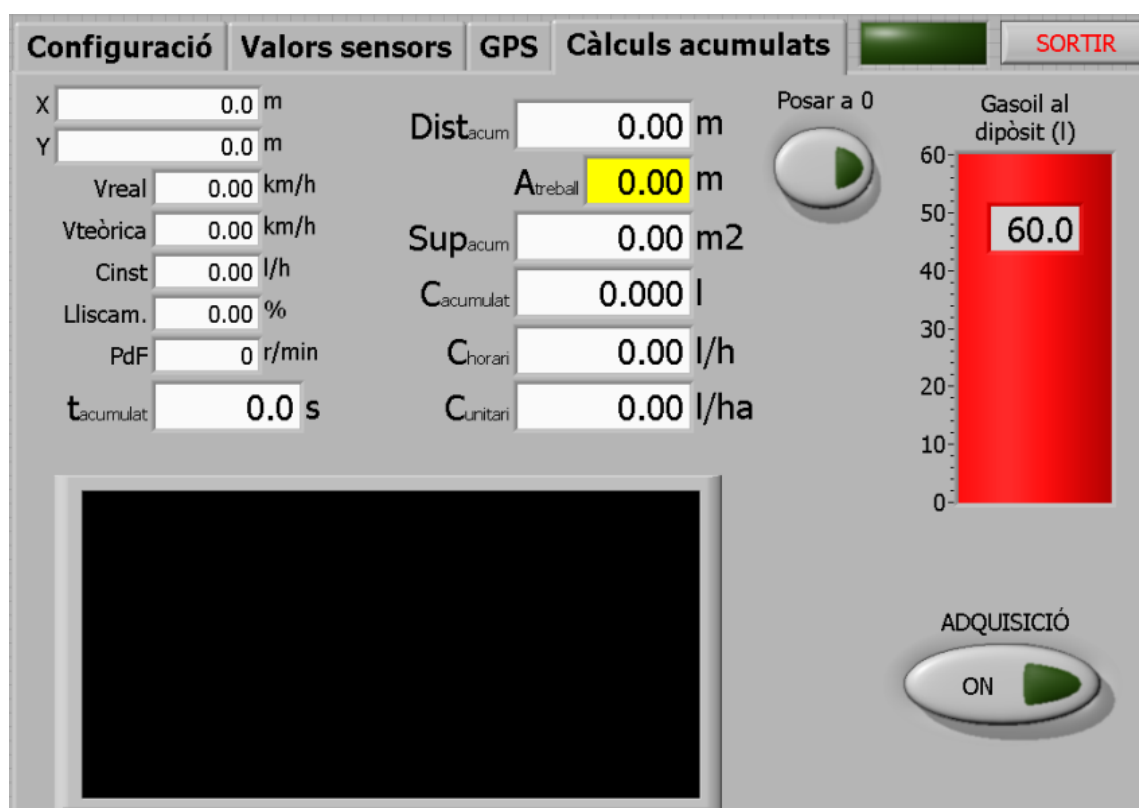 Configuració Valors sensors GPS Càlculs acumulats SORTIR
X 0.0 m
Y 0.0 m
Vreal 0.00 km/h
Vteòrica 0.00 km/h
Cinst 0.00 l/h
Lliscam. 0.00 %
PdF 0 r/min
tacumulat 0.0 s
Distacum 0.00 m
Atreball 0.00 m
Supacum 0.00 m2
Cacumulat 0.000 l
Chorari 0.00 l/h
Cunitari 0.00 l/ha
Posar a 0
Gasoil al
dipòsit (l)
60
50
40
30
20
10
0
60.0
ADQUISICIÓ
ON